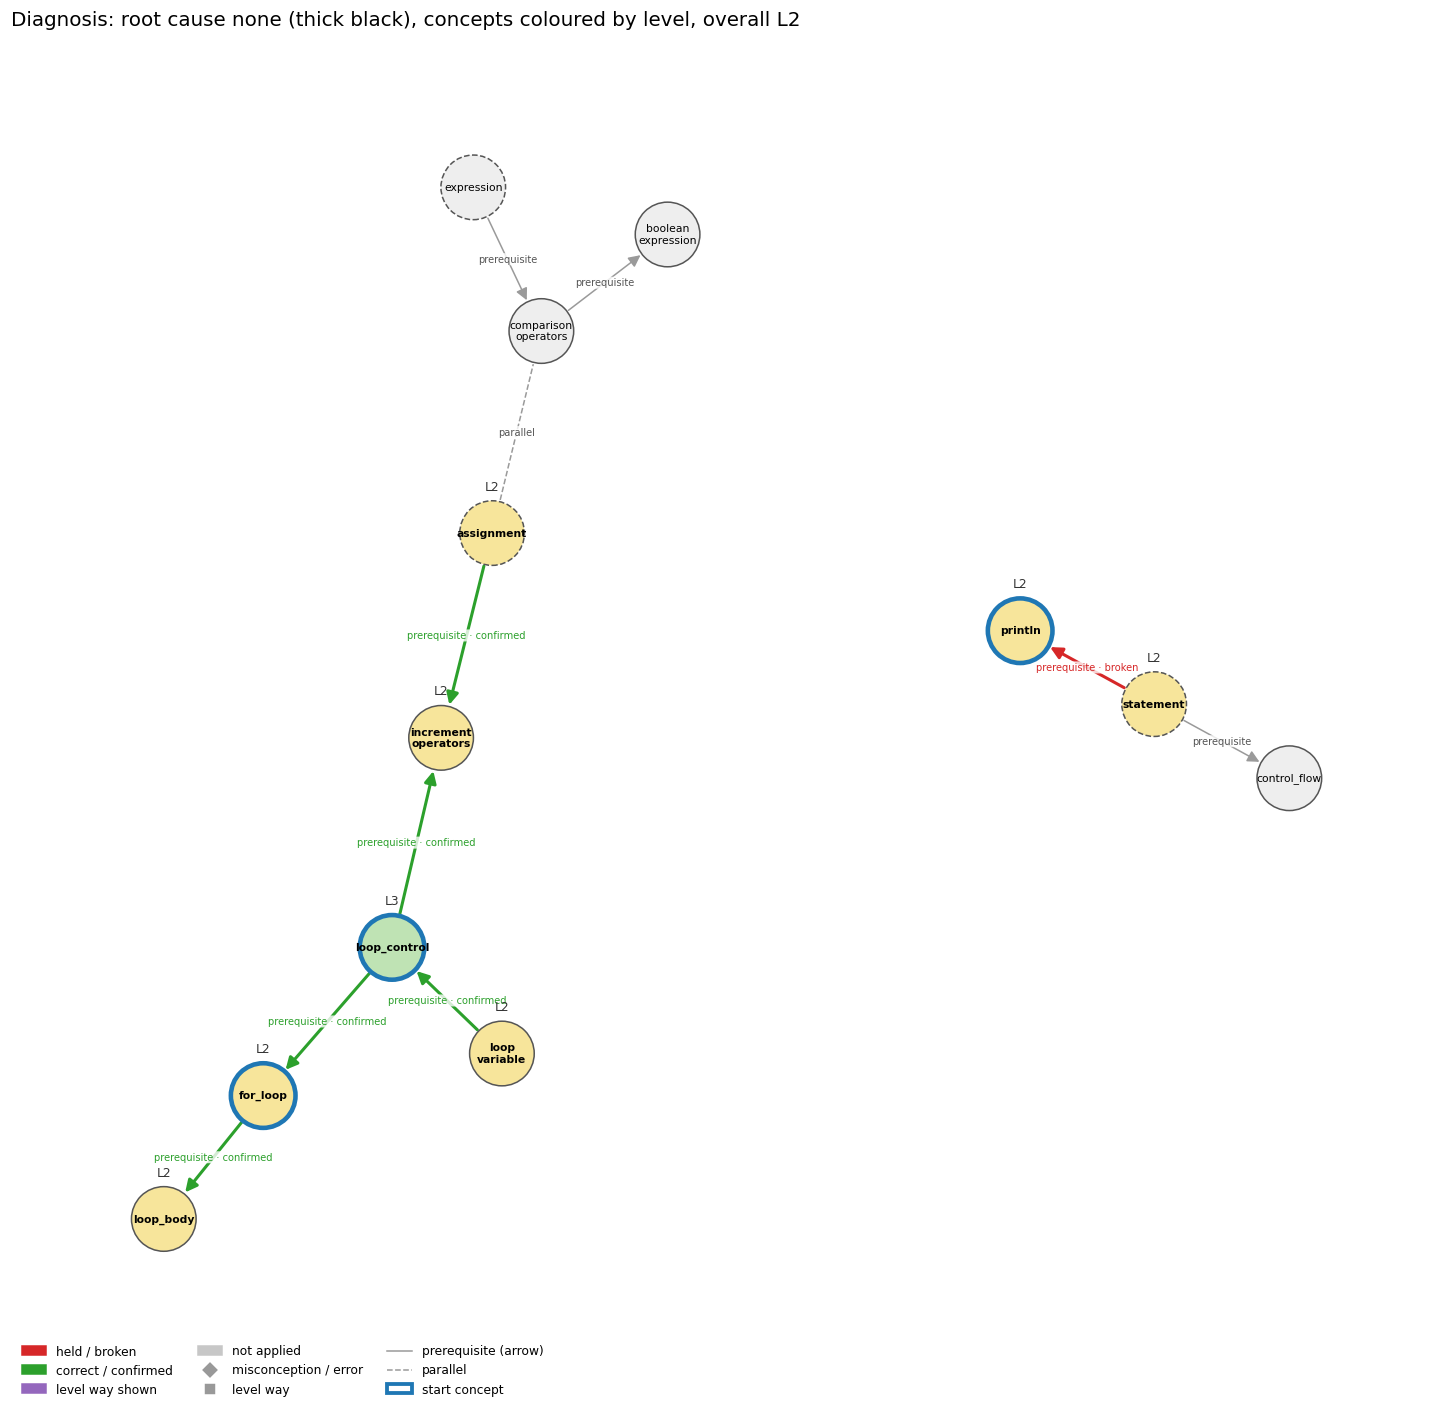 Diagnosis: root cause none (thick black), concepts coloured by level, overall L2
expression
boolean
expression
prerequisite
prerequisite
comparison
operators
parallel
L2
assignment
L2
println
prerequisite · confirmed
L2
prerequisite · broken
statement
L2
increment
operators
prerequisite
control_flow
prerequisite · confirmed
L3
loop_control
prerequisite · confirmed
L2
prerequisite · confirmed
loop
variable
L2
for_loop
prerequisite · confirmed
L2
loop_body
held / broken
correct / confirmed
level way shown
not applied
misconception / error
level way
prerequisite (arrow)
parallel
start concept